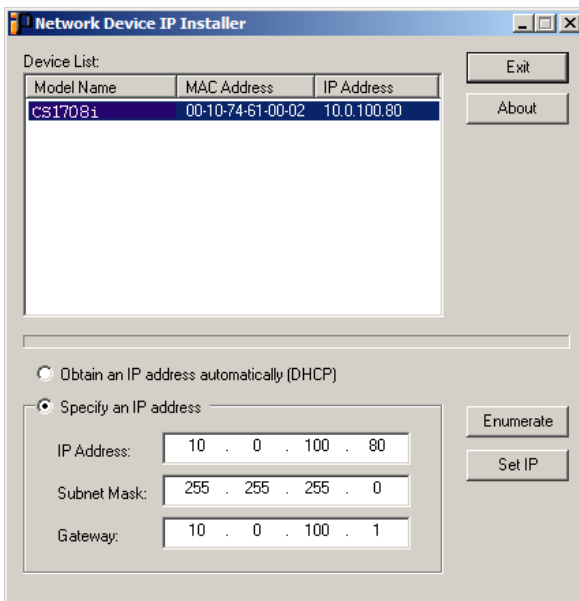 Network Device IP Installer
Device List:
Exit
Model Name MAC Address IP Address
CS1708i 00-10-74-61-00-02 10.0.100.80
About
Obtain an IP address automatically (DHCP)
Specify an IP address
Enumerate
IP Address: 10 . 0 . 100 . 80
Set IP
Subnet Mask: 255 . 255 . 255 . 0
Gateway: 10 . 0 . 100 . 1